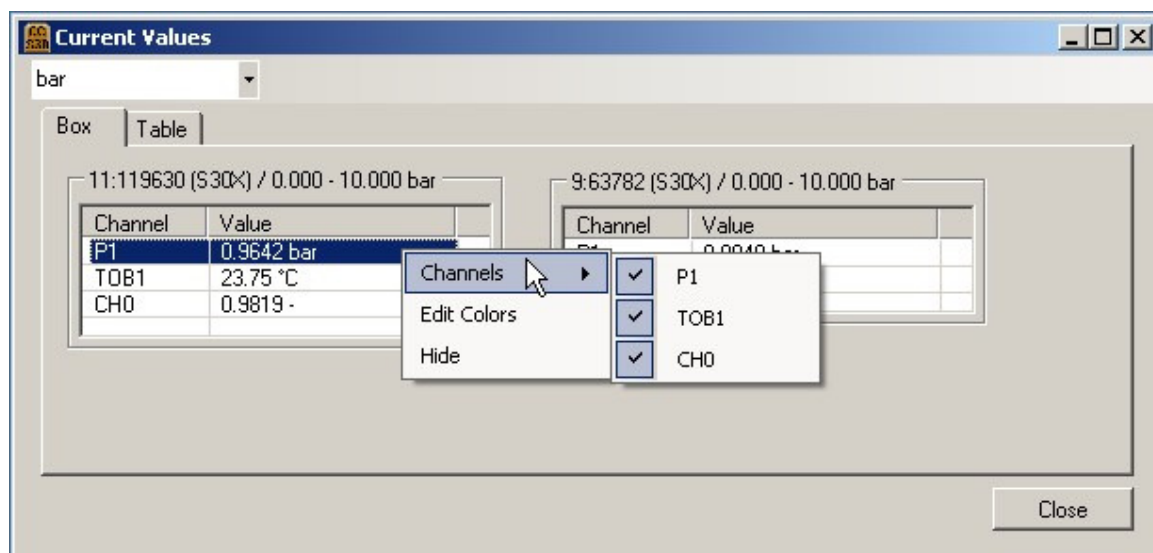 Current Values
bar
Box Table
11:119630 (S30X) / 0.000 - 10.000 bar
Channel Value
P1 0.9642 bar
TOB1 23.75 °C
CH0 0.9819 -
9:63782 (S30X) / 0.000 - 10.000 bar
Channel Value
Channels
Edit Colors
Hide
P1
TOB1
CH0
Close